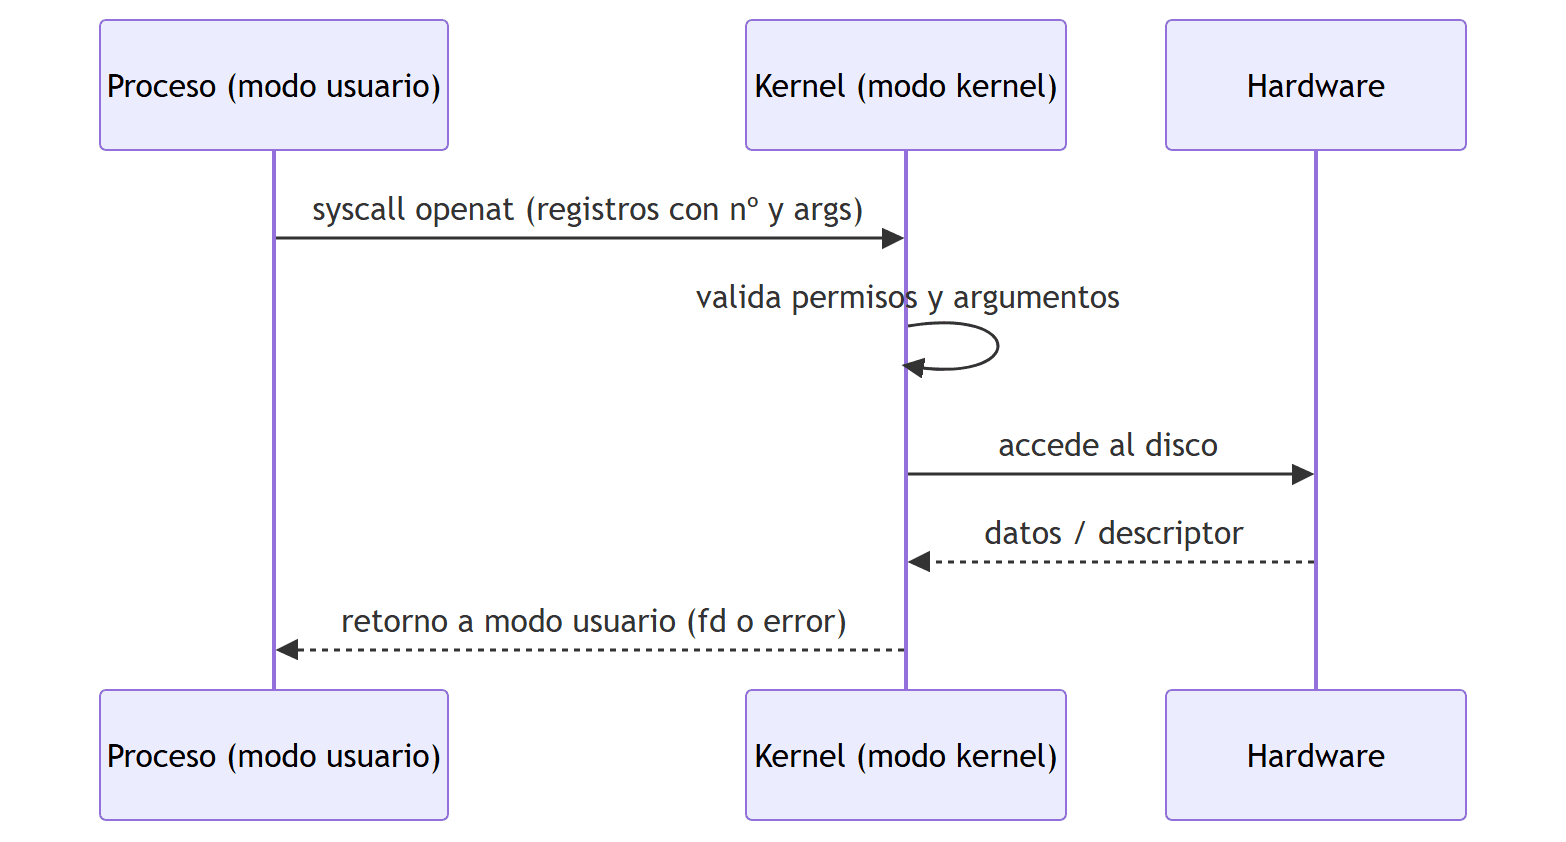 Proceso (modo usuario)
Kernel (modo kernel)
Hardware
syscall openat (registros con nº y args)
valida permisos y argumentos
accede al disco
datos / descriptor
retorno a modo usuario (fd o error)
Proceso (modo usuario)
Kernel (modo kernel)
Hardware